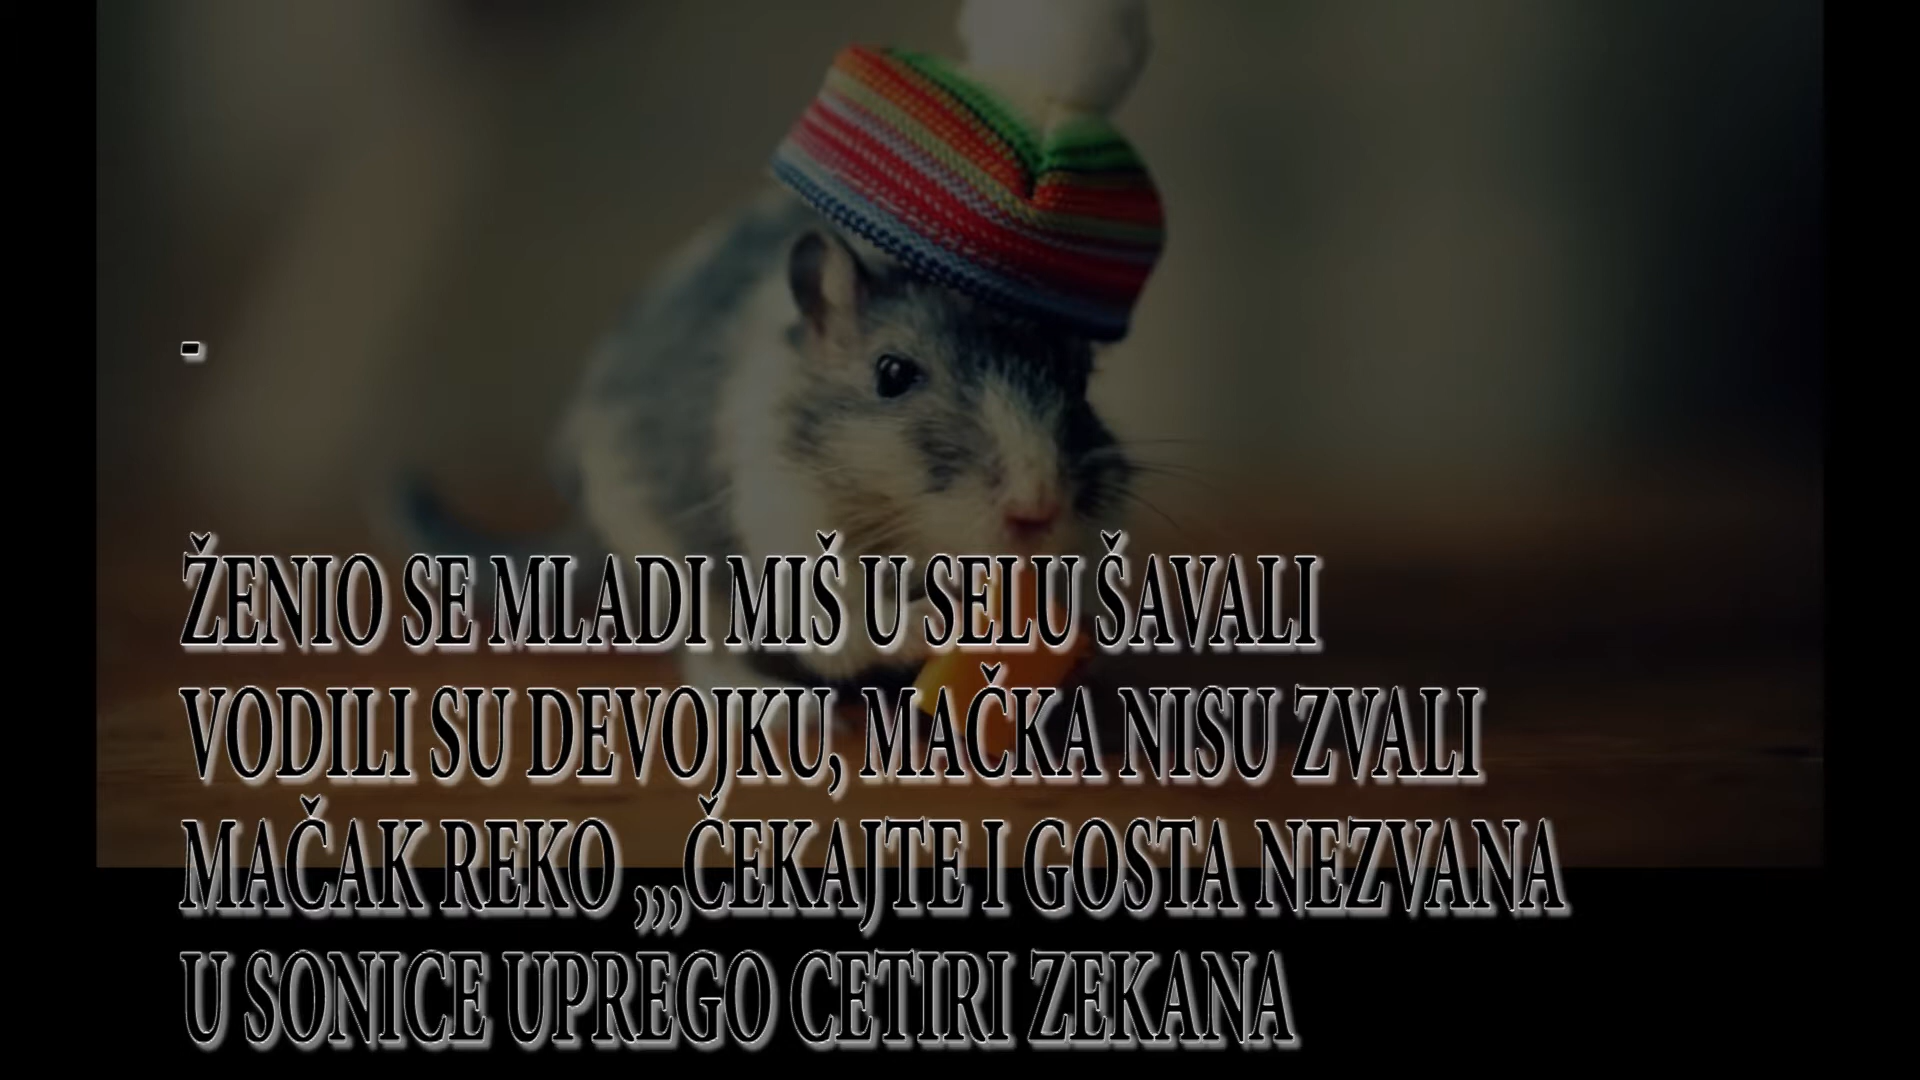 -
ŽENIO SE MLADI MIŠ U SELU ŠAVALI
VODILI SU DEVOJKU, MAČKA NISU ZVALI
MAČAK REKO ,,,ČEKAJTE I GOSTA NEZVANA
U SONICE UPREGO CETIRI ZEKANA